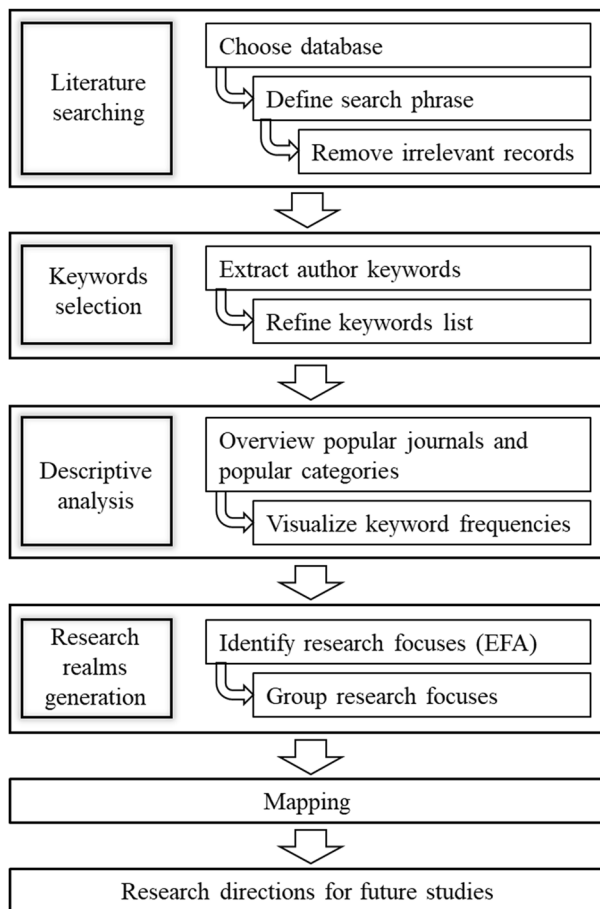 Literature
searching
Choose database
Define search phrase
Remove irrelevant records
Keywords
selection
Extract author keywords
Refine keywords list
Descriptive
analysis
Overview popular journals and
popular categories
Visualize keyword frequencies
Research
realms
generation
Identify research focuses (EFA)
Group research focuses
Mapping
Research directions for future studies